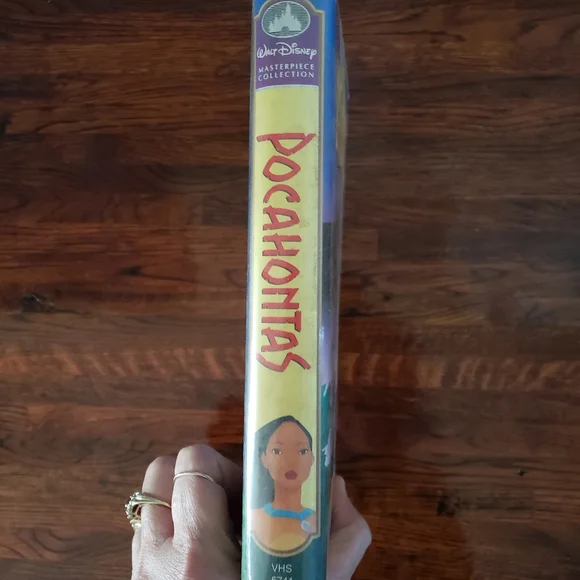 WALT DISNEY
MASTERPIECE
COLLECTION
POCAHONTAS
VHS